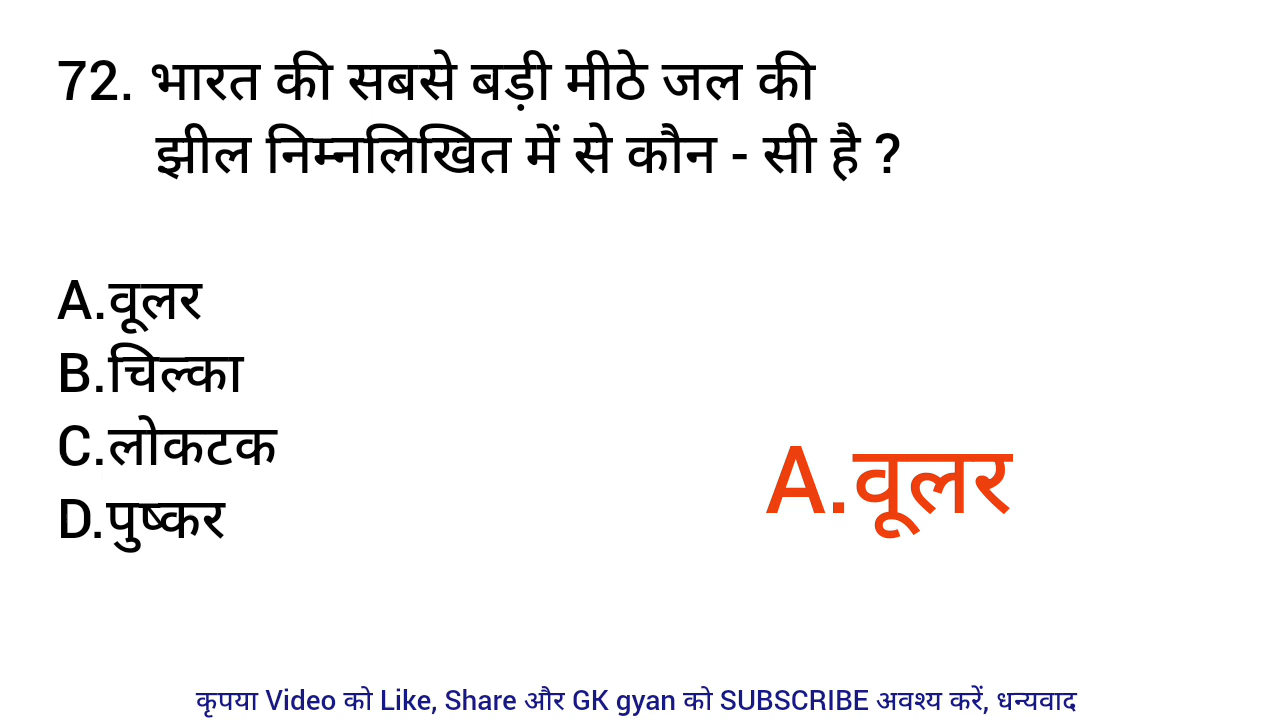 72. भारत की सबसे बड़ी मीठे जल की
झील निम्नलिखित में से कौन - सी है ?
A.वूलर
B.चिल्का
C.लोकटक
D.पुष्कर
A.वूलर
कृपया Video को Like, Share और GK gyan को SUBSCRIBE अवश्य करें, धन्यवाद